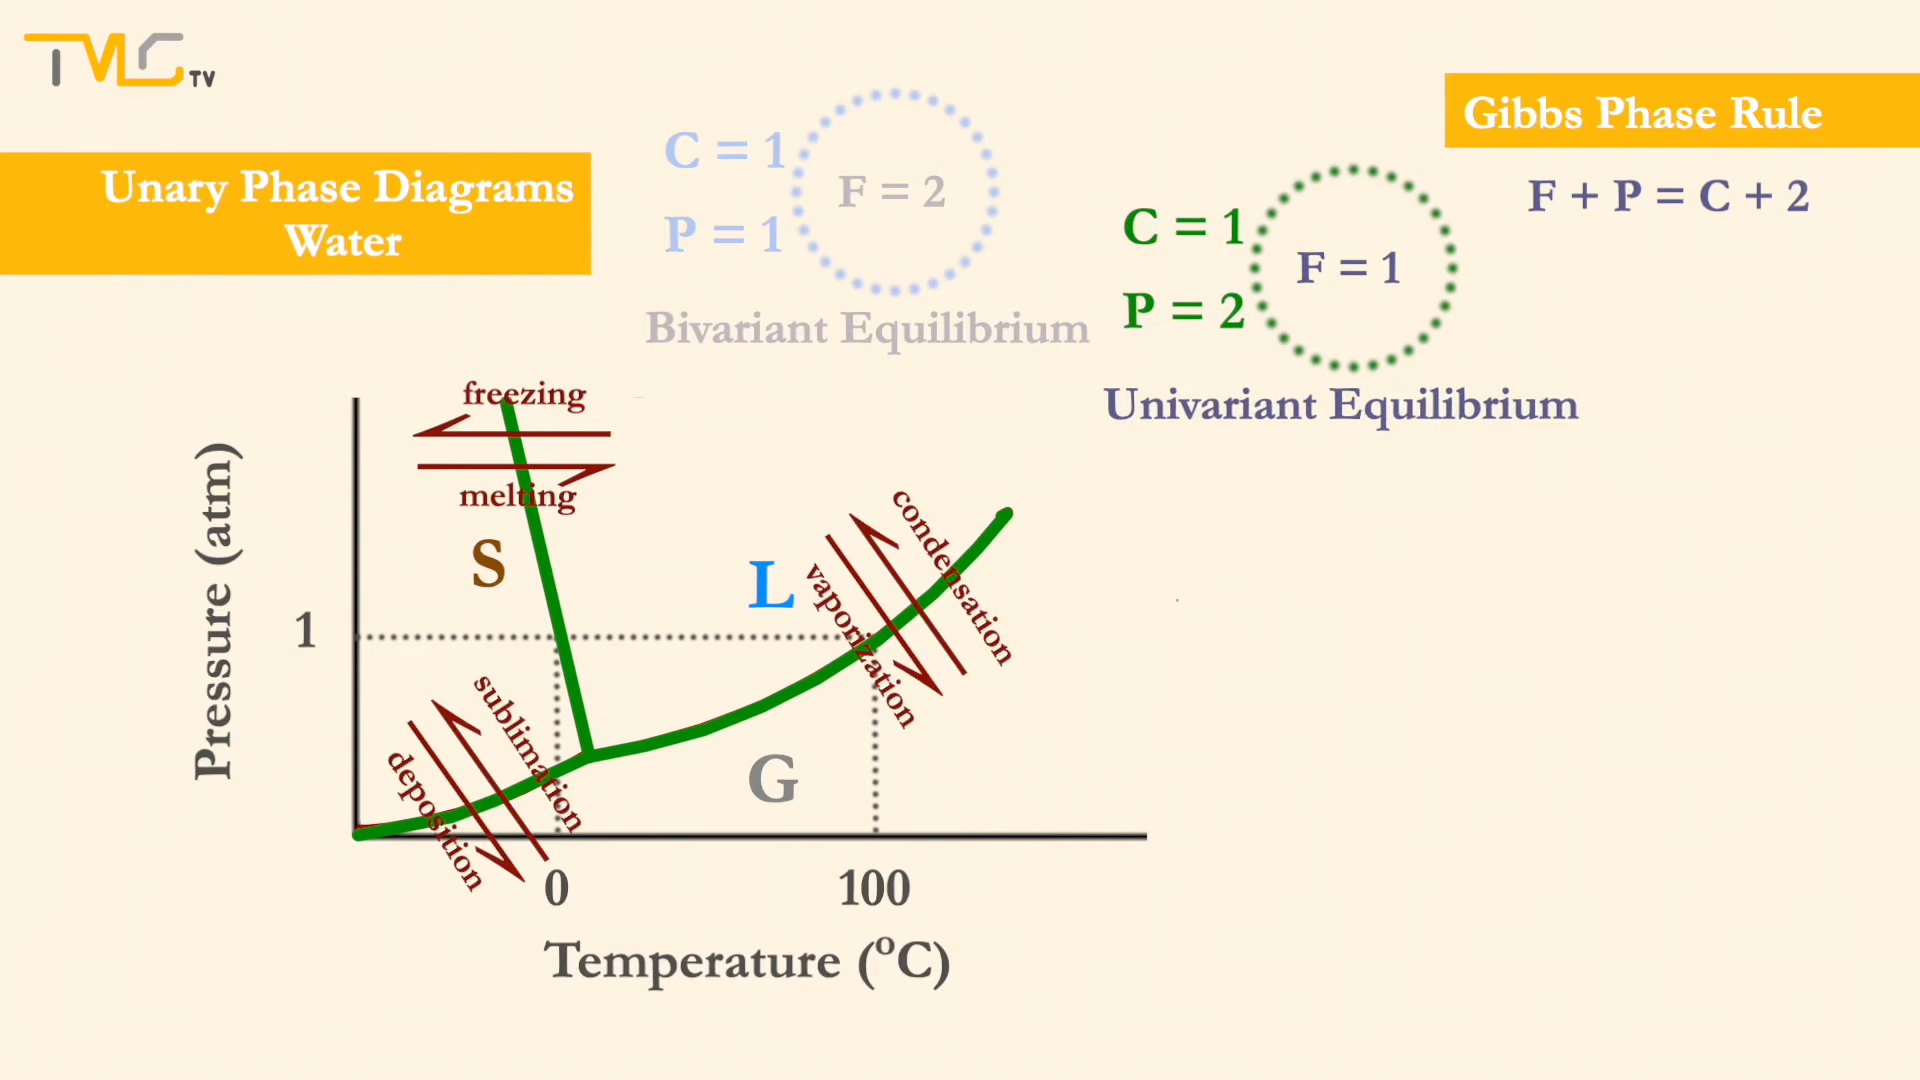 TMC TV
Gibbs Phase Rule
Unary Phase Diagrams
Water
F + P = C + 2
C = 1
P = 1
F = 2
Bivariant Equilibrium
C = 1
P = 2
F = 1
Univariant Equilibrium
freezing
melting
S
L
G
condensation
vaporization
sublimation
deposition
Pressure (atm)
1
0
100
Temperature (°C)